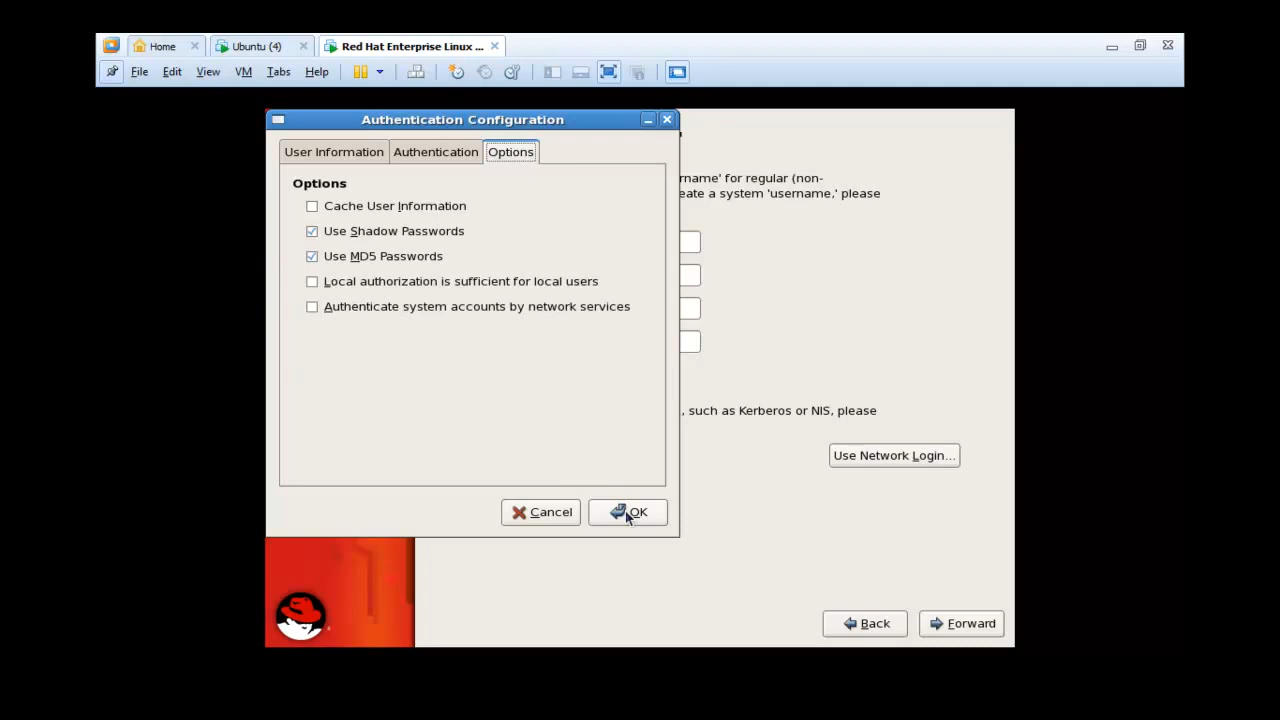 Home
Ubuntu (4)
Red Hat Enterprise Linux ...
File Edit View VM Tabs Help
Authentication Configuration
User Information Authentication Options
Options
Cache User Information
Use Shadow Passwords
Use MD5 Passwords
Local authorization is sufficient for local users
Authenticate system accounts by network services
Cancel OK
rname' for regular (non-
eate a system 'username,' please
, such as Kerberos or NIS, please
Use Network Login...
Back Forward